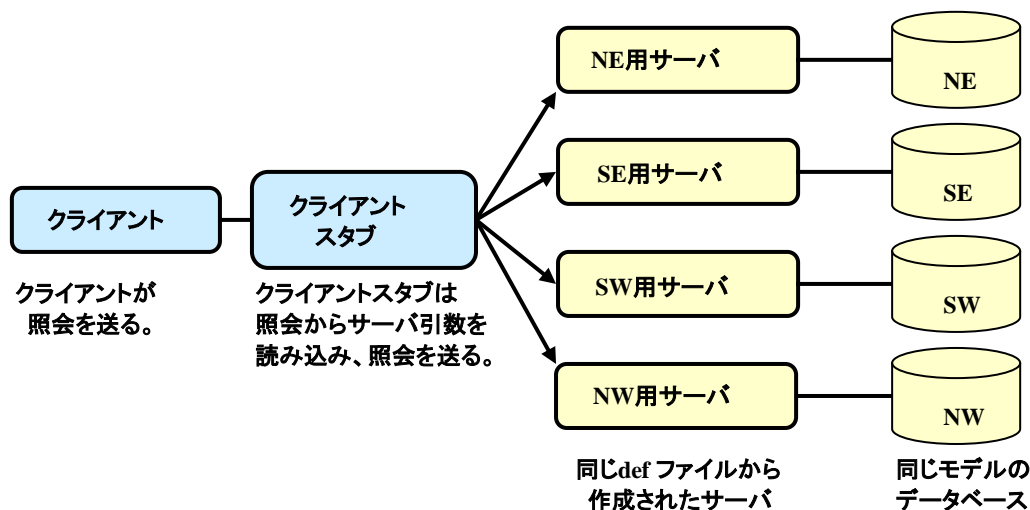 NE用サーバ
NE
SE用サーバ
SE
クライアント
クライアント
スタブ
SW用サーバ
SW
クライアントが
照会を送る。
クライアントスタブは
照会からサーバ引数を
読み込み、照会を送る。
NW用サーバ
NW
同じdef ファイルから
作成されたサーバ
同じモデルの
データベース